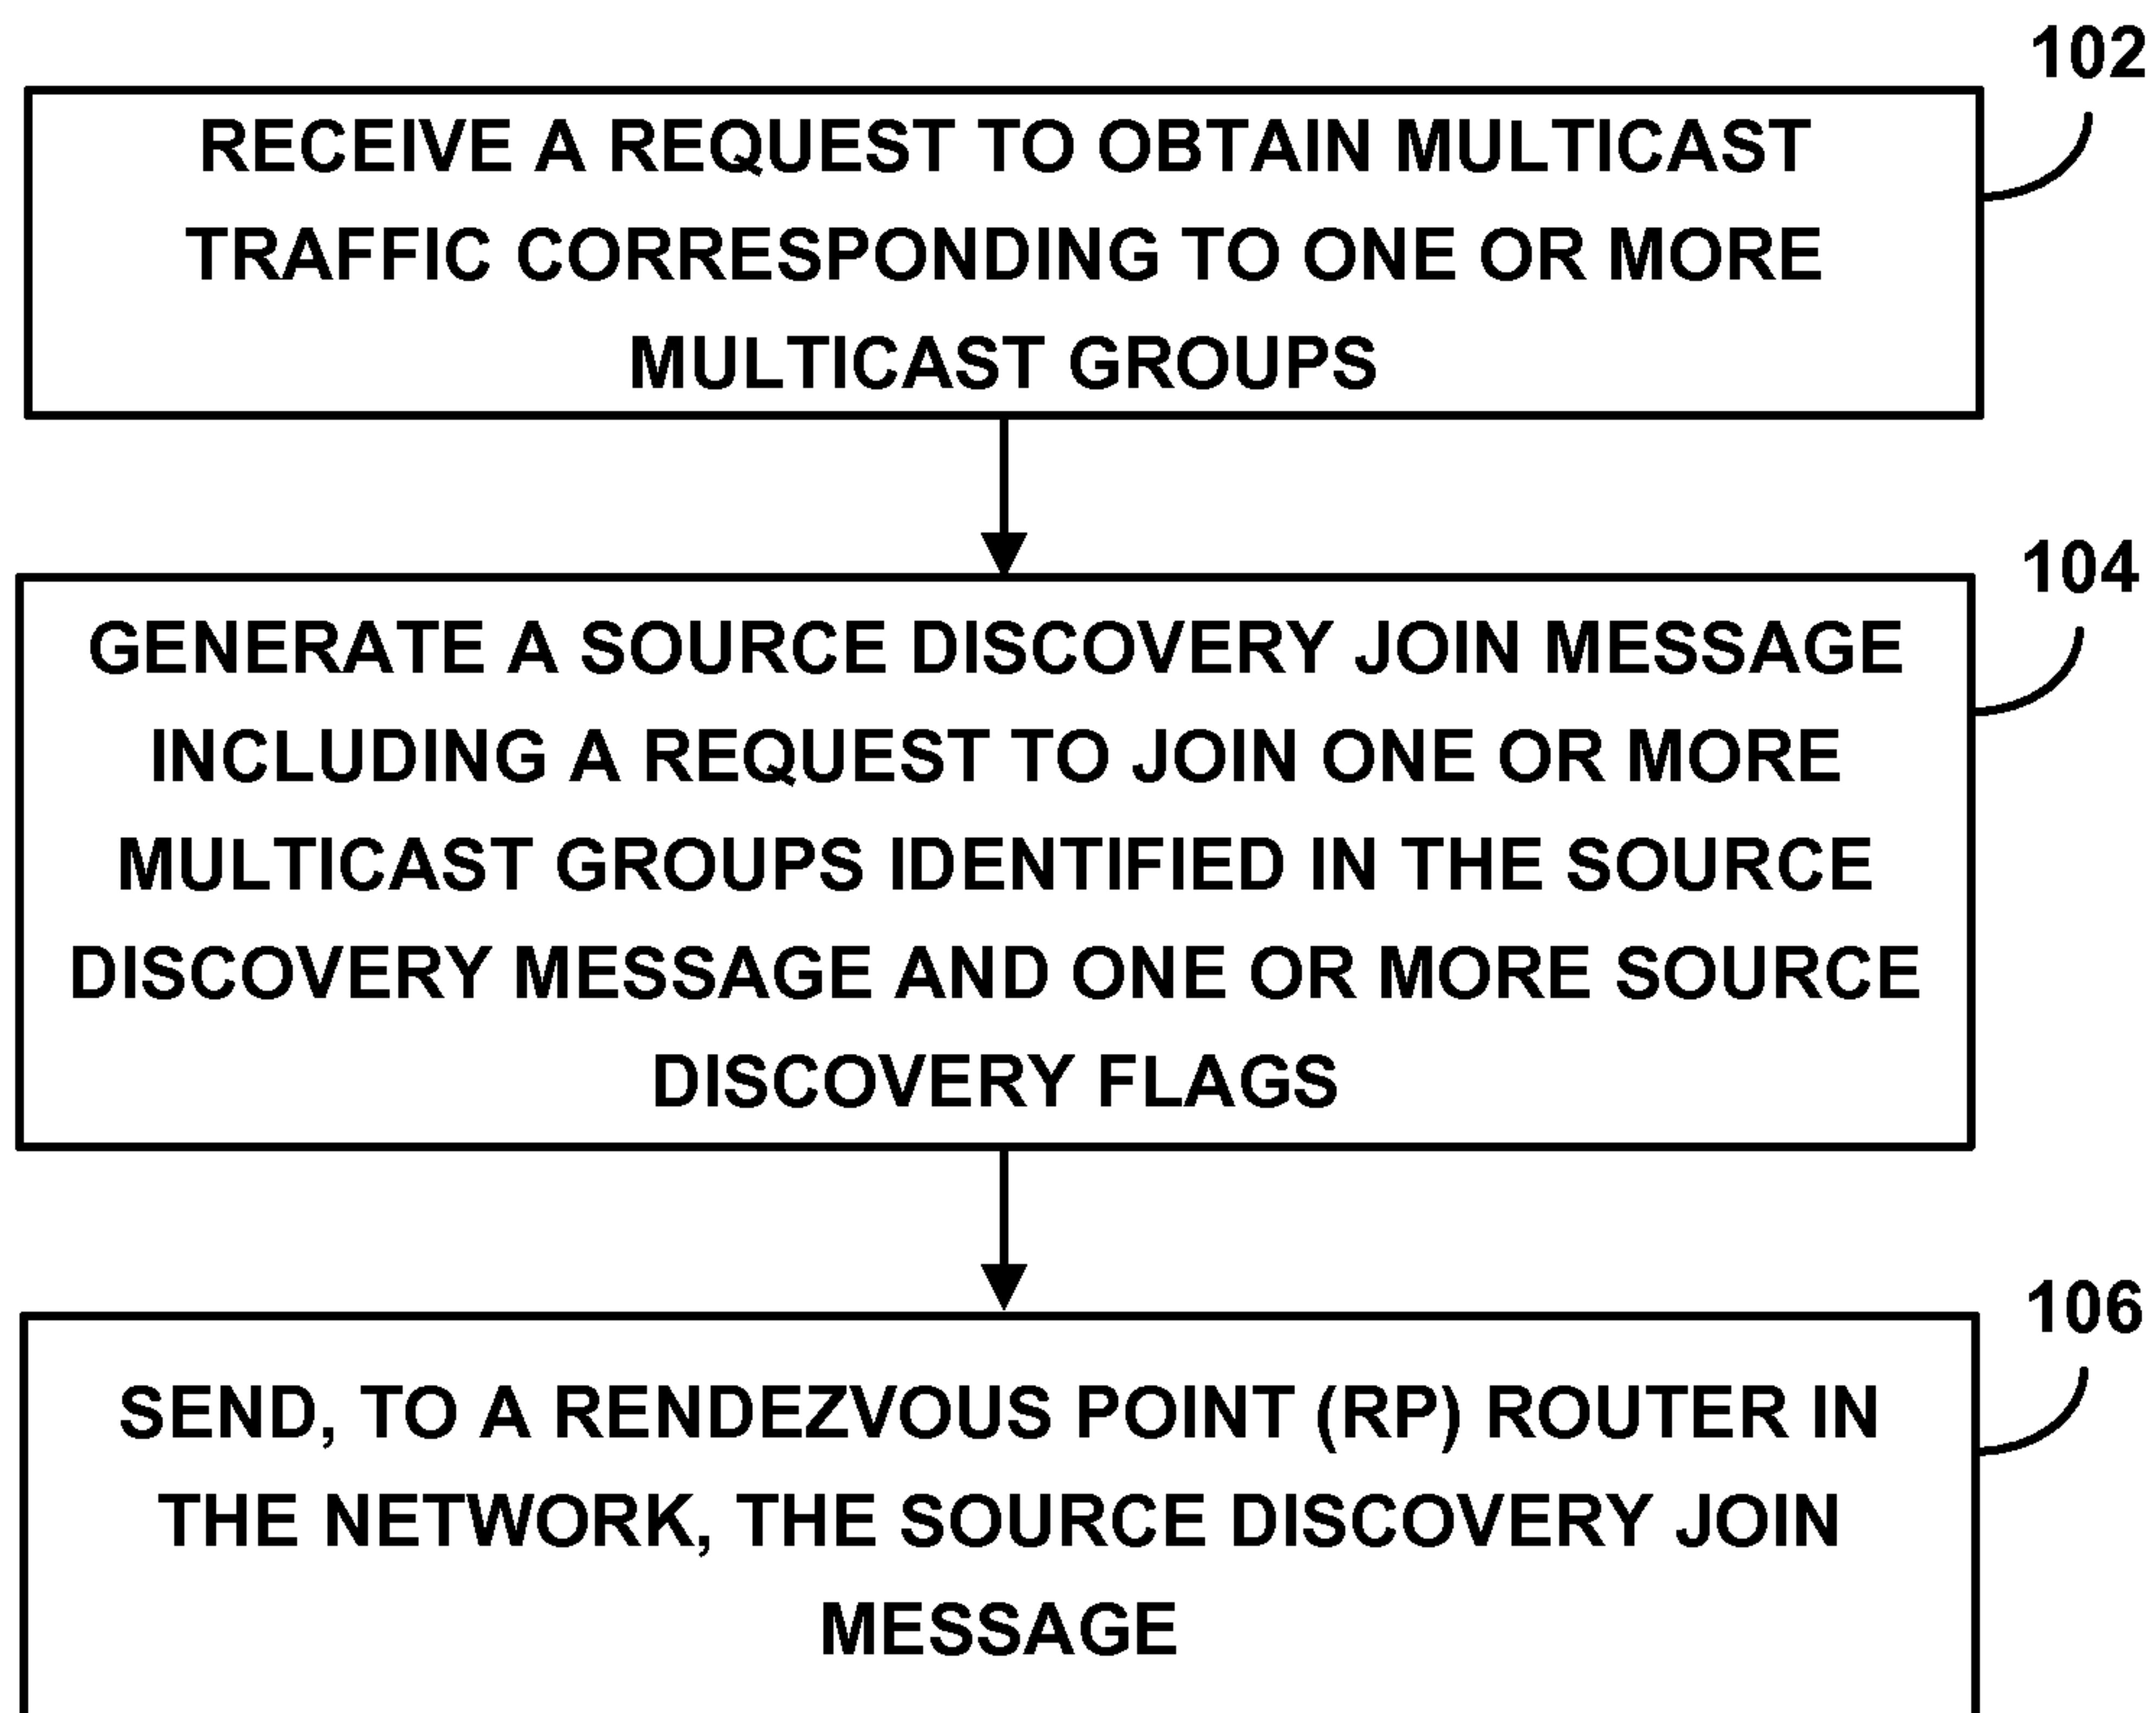 102
RECEIVE A REQUEST TO OBTAIN MULTICAST
TRAFFIC CORRESPONDING TO ONE OR MORE
MULTICAST GROUPS
104
GENERATE A SOURCE DISCOVERY JOIN MESSAGE
INCLUDING A REQUEST TO JOIN ONE OR MORE
MULTICAST GROUPS IDENTIFIED IN THE SOURCE
DISCOVERY MESSAGE AND ONE OR MORE SOURCE
DISCOVERY FLAGS
106
SEND, TO A RENDEZVOUS POINT (RP) ROUTER IN
THE NETWORK, THE SOURCE DISCOVERY JOIN
MESSAGE